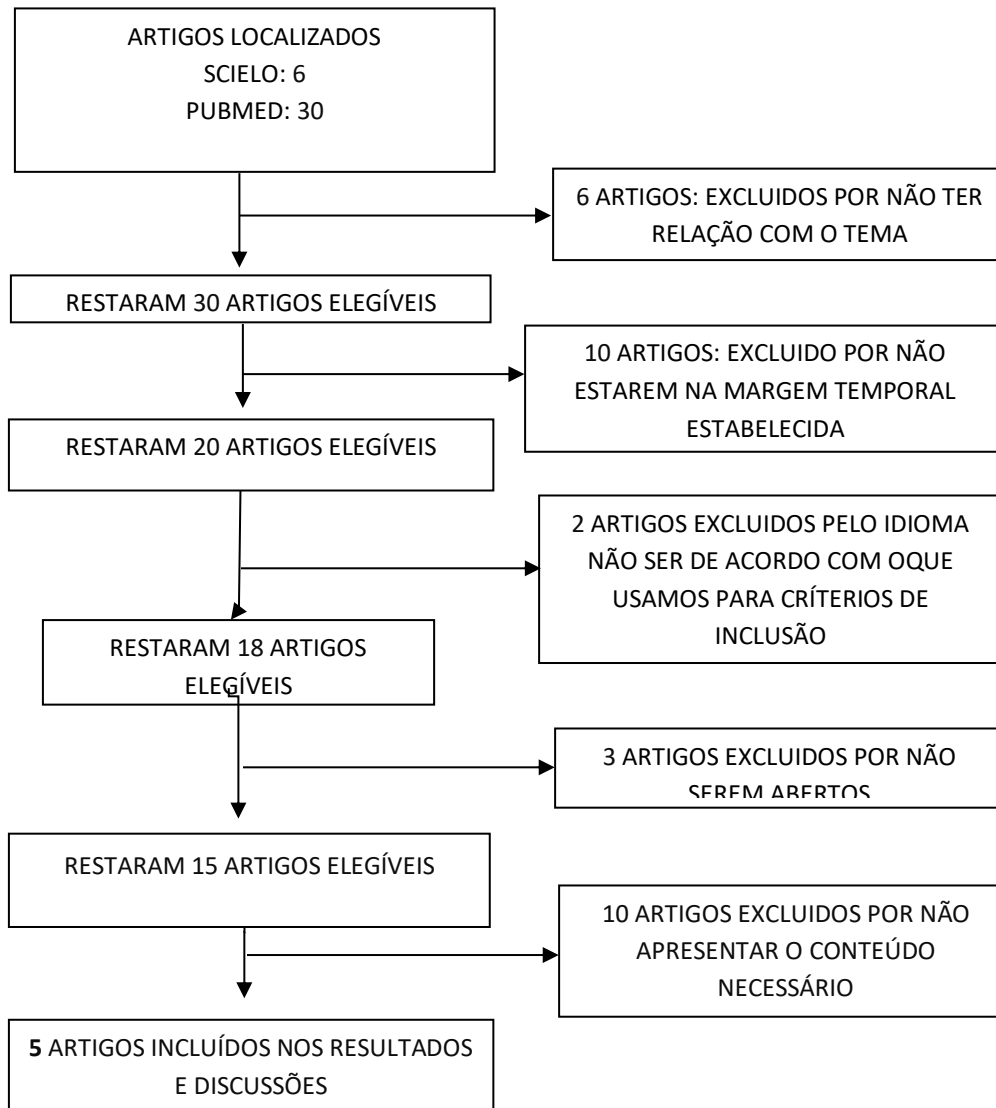 ARTIGOS LOCALIZADOS
SCIELO: 6
PUBMED: 30
6 ARTIGOS: EXCLUIDOS POR NÃO TER
RELAÇÃO COM O TEMA
RESTARAM 30 ARTIGOS ELEGÍVEIS
10 ARTIGOS: EXCLUIDO POR NÃO
ESTAREM NA MARGEM TEMPORAL
ESTABELECIDA
RESTARAM 20 ARTIGOS ELEGÍVEIS
2 ARTIGOS EXCLUIDOS PELO IDIOMA
NÃO SER DE ACORDO COM OQUE
USAMOS PARA CRÍTERIOS DE
INCLUSÃO
RESTARAM 18 ARTIGOS
ELEGÍVEIS
3 ARTIGOS EXCLUIDOS POR NÃO
SEREM ABERTOS
RESTARAM 15 ARTIGOS ELEGÍVEIS
10 ARTIGOS EXCLUIDOS POR NÃO
APRESENTAR O CONTEÚDO
NECESSÁRIO
5 ARTIGOS INCLUÍDOS NOS RESULTADOS
E DISCUSSÕES